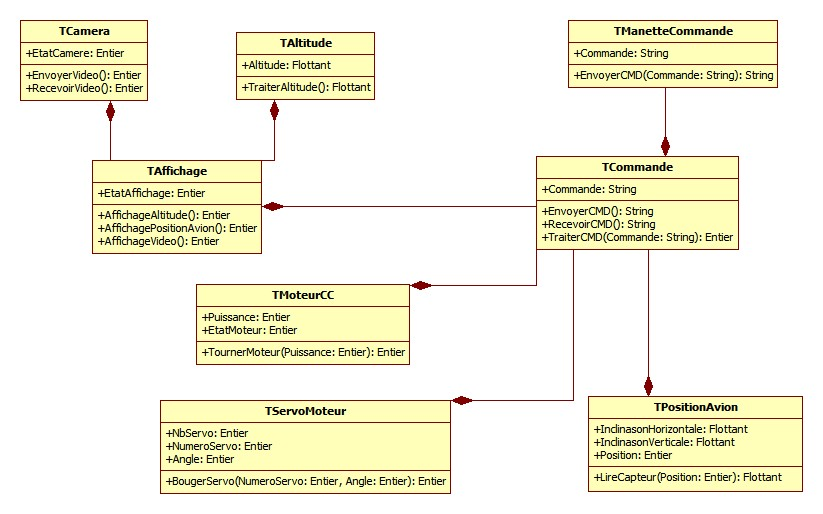 TCamera
+EtatCamere: Entier
+EnvoyerVideo(): Entier
+RecevoirVideo(): Entier
TAltitude
+Altitude: Flottant
+TraiterAltitude(): Flottant
TManetteCommande
+Commande: String
+EnvoyerCMD(Commande: String): String
TAffichage
+EtatAffichage: Entier
+AffichageAltitude(): Entier
+AffichagePositionAvion(): Entier
+AffichageVideo(): Entier
TCommande
+Commande: String
+EnvoyerCMD(): String
+RecevoirCMD(): String
+TraiterCMD(Commande: String): Entier
TMoteurCC
+Puissance: Entier
+EtatMoteur: Entier
+TournerMoteur(Puissance: Entier): Entier
TServoMoteur
+NbServo: Entier
+NumeroServo: Entier
+Angle: Entier
+BougerServo(NumeroServo: Entier, Angle: Entier): Entier
TPositionAvion
+InclinasonHorizontale: Flottant
+InclinasonVerticale: Flottant
+Position: Entier
+LireCapteur(Position: Entier): Flottant